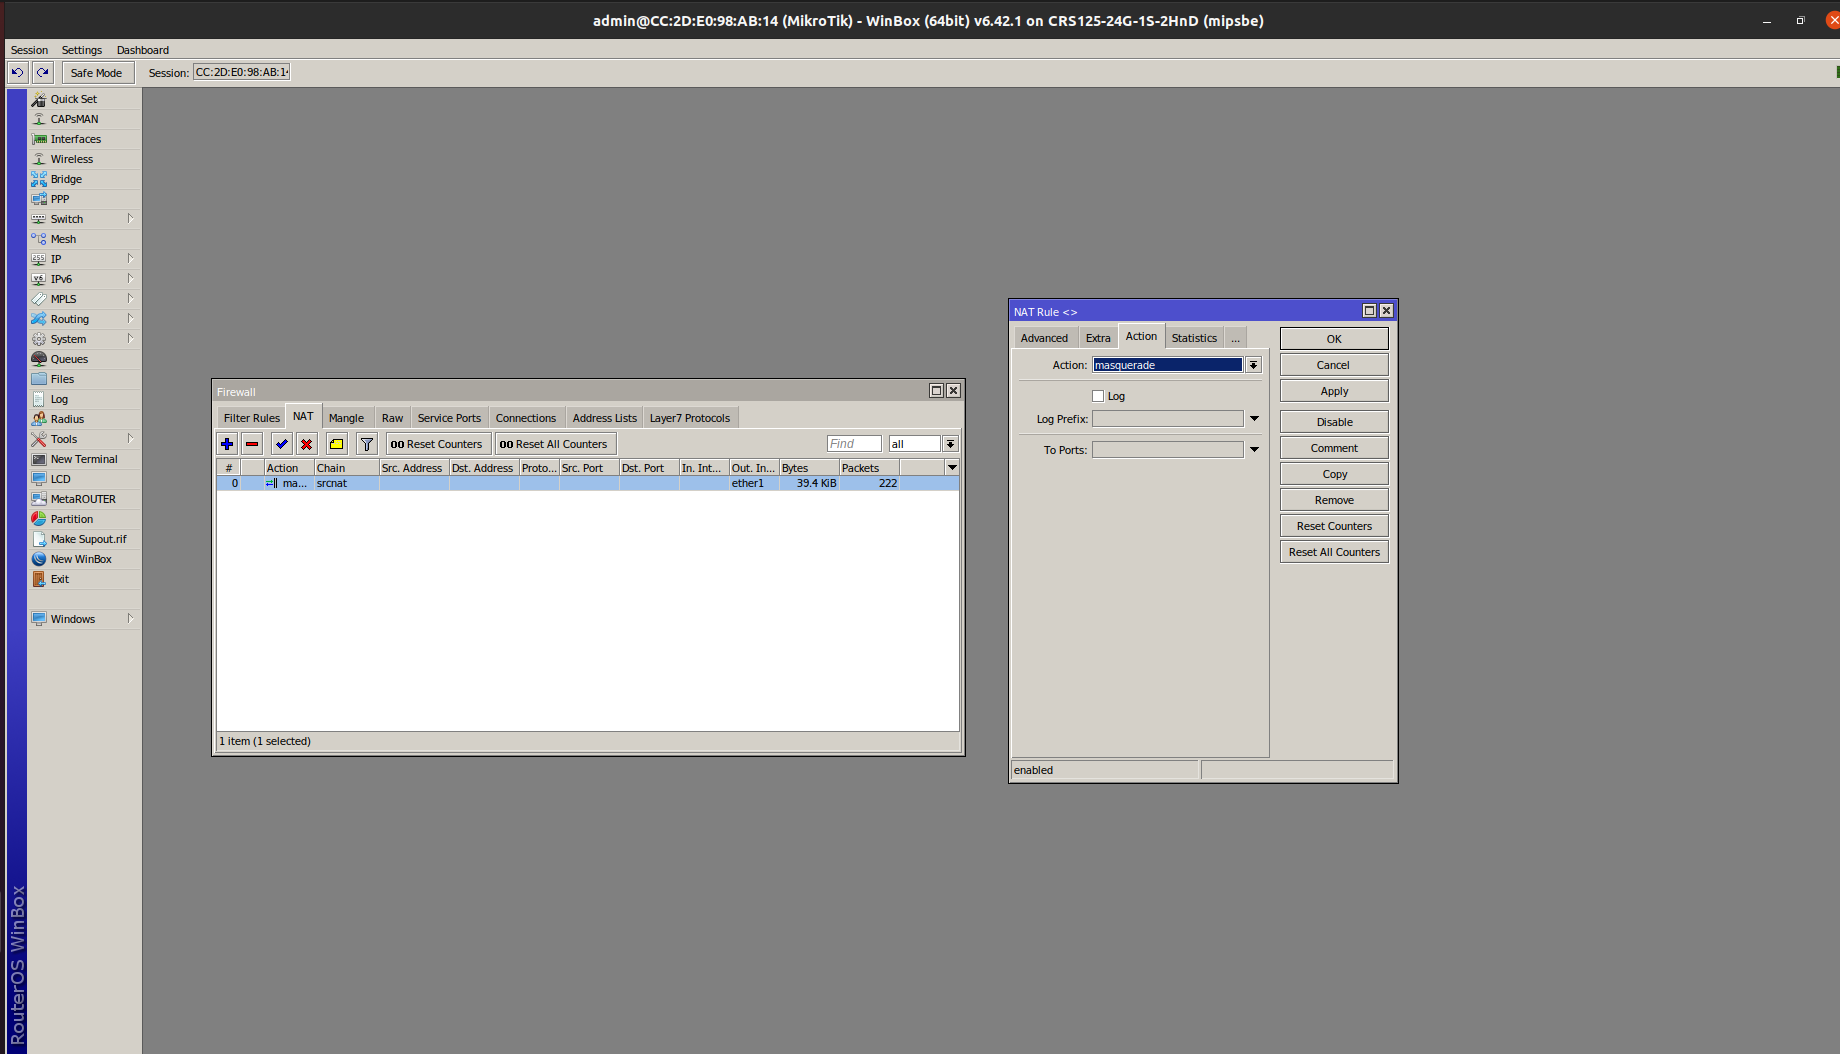 admin@CC:2D:E0:98:AB:14 (MikroTik) - WinBox (64bit) v6.42.1 on CRS125-24G-1S-2HnD (mipsbe)
Session Settings Dashboard
Safe Mode Session: CC:2D:E0:98:AB:14
Quick Set
CAPsMAN
Interfaces
Wireless
Bridge
PPP
Switch
Mesh
IP
IPv6
MPLS
Routing
System
Queues
Files
Log
Radius
Tools
New Terminal
LCD
MetaROUTER
Partition
Make Supout.rif
New WinBox
Exit
Windows
RouterOS WinBox
Firewall
Filter Rules NAT Mangle Raw Service Ports Connections Address Lists Layer7 Protocols
00 Reset Counters 00 Reset All Counters Find all
# Action Chain Src. Address Dst. Address Proto... Src. Port Dst. Port In. Int... Out. In... Bytes Packets
0 ma... srcnat ether1 39.4 KiB 222
1 item (1 selected)
NAT Rule <>
Advanced Extra Action Statistics ...
Action: masquerade
Log
Log Prefix:
To Ports:
OK
Cancel
Apply
Disable
Comment
Copy
Remove
Reset Counters
Reset All Counters
enabled